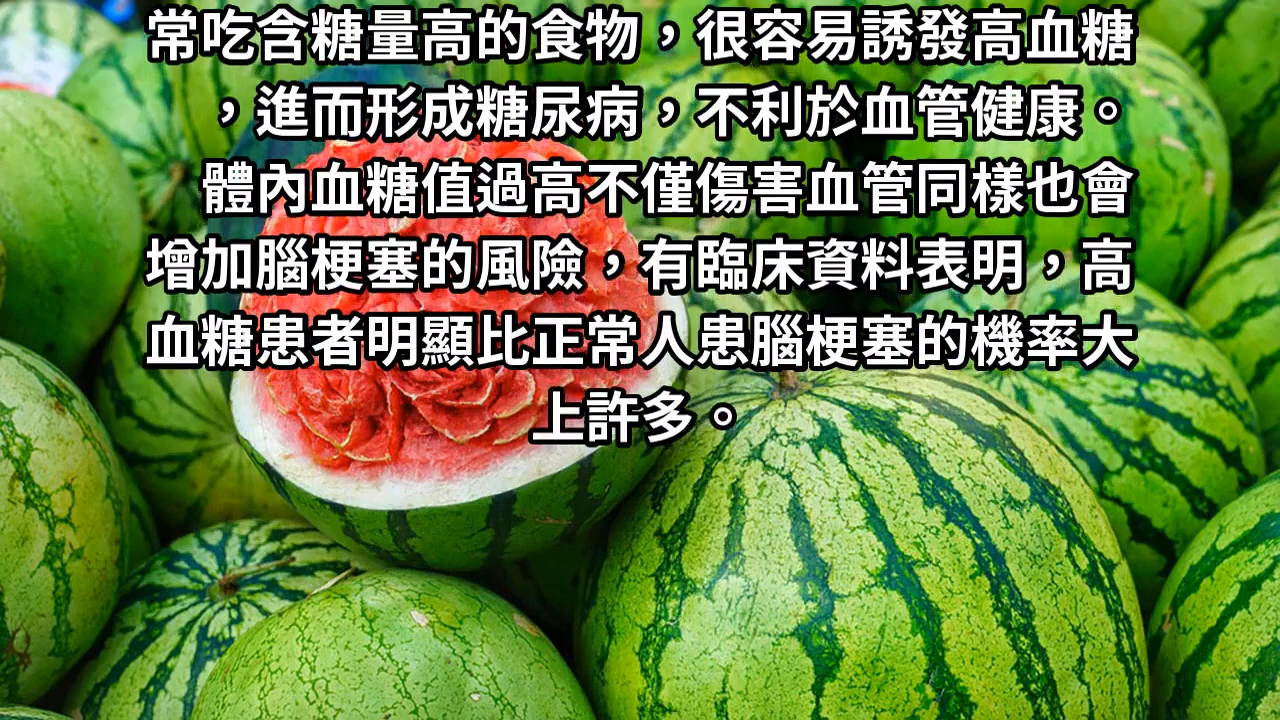 常吃含糖量高的食物，很容易誘發高血糖
，進而形成糖尿病，不利於血管健康。
體內血糖值過高不僅傷害血管同樣也會
增加腦梗塞的風險，有臨床資料表明，高
血糖患者明顯比正常人患腦梗塞的機率大
上許多。